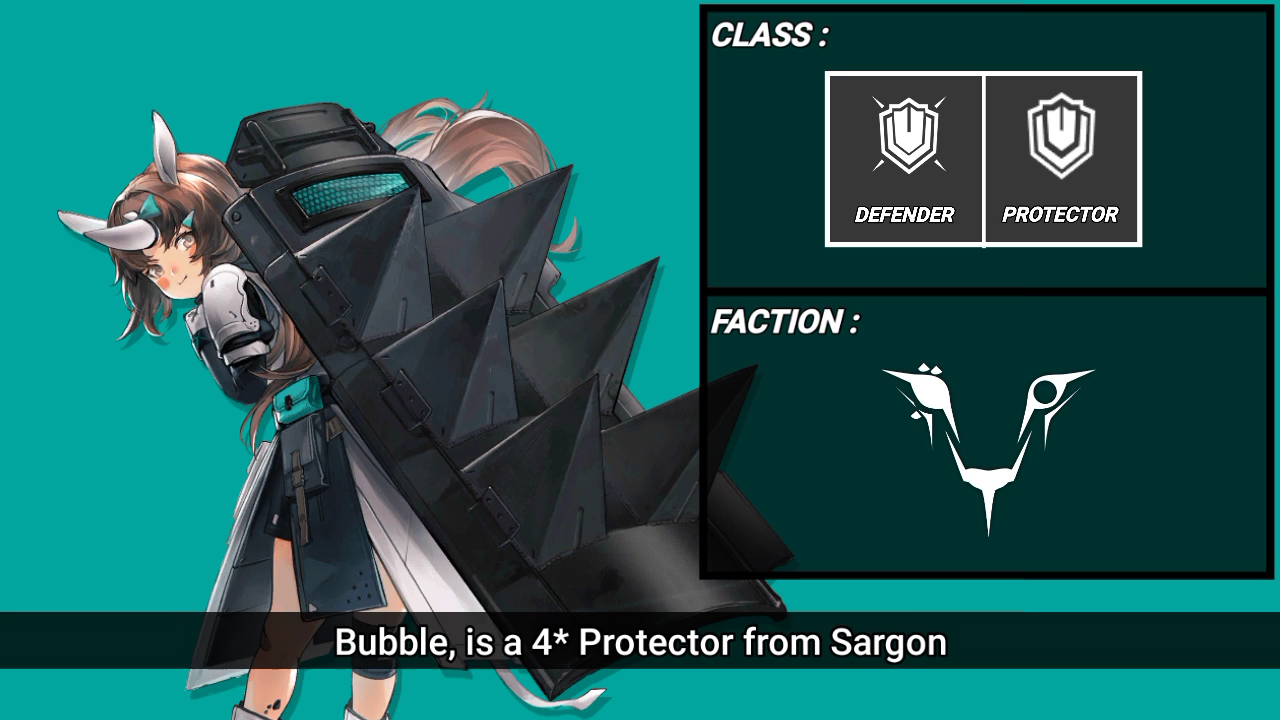 CLASS :
DEFENDER
PROTECTOR
FACTION :
Bubble, is a 4* Protector from Sargon